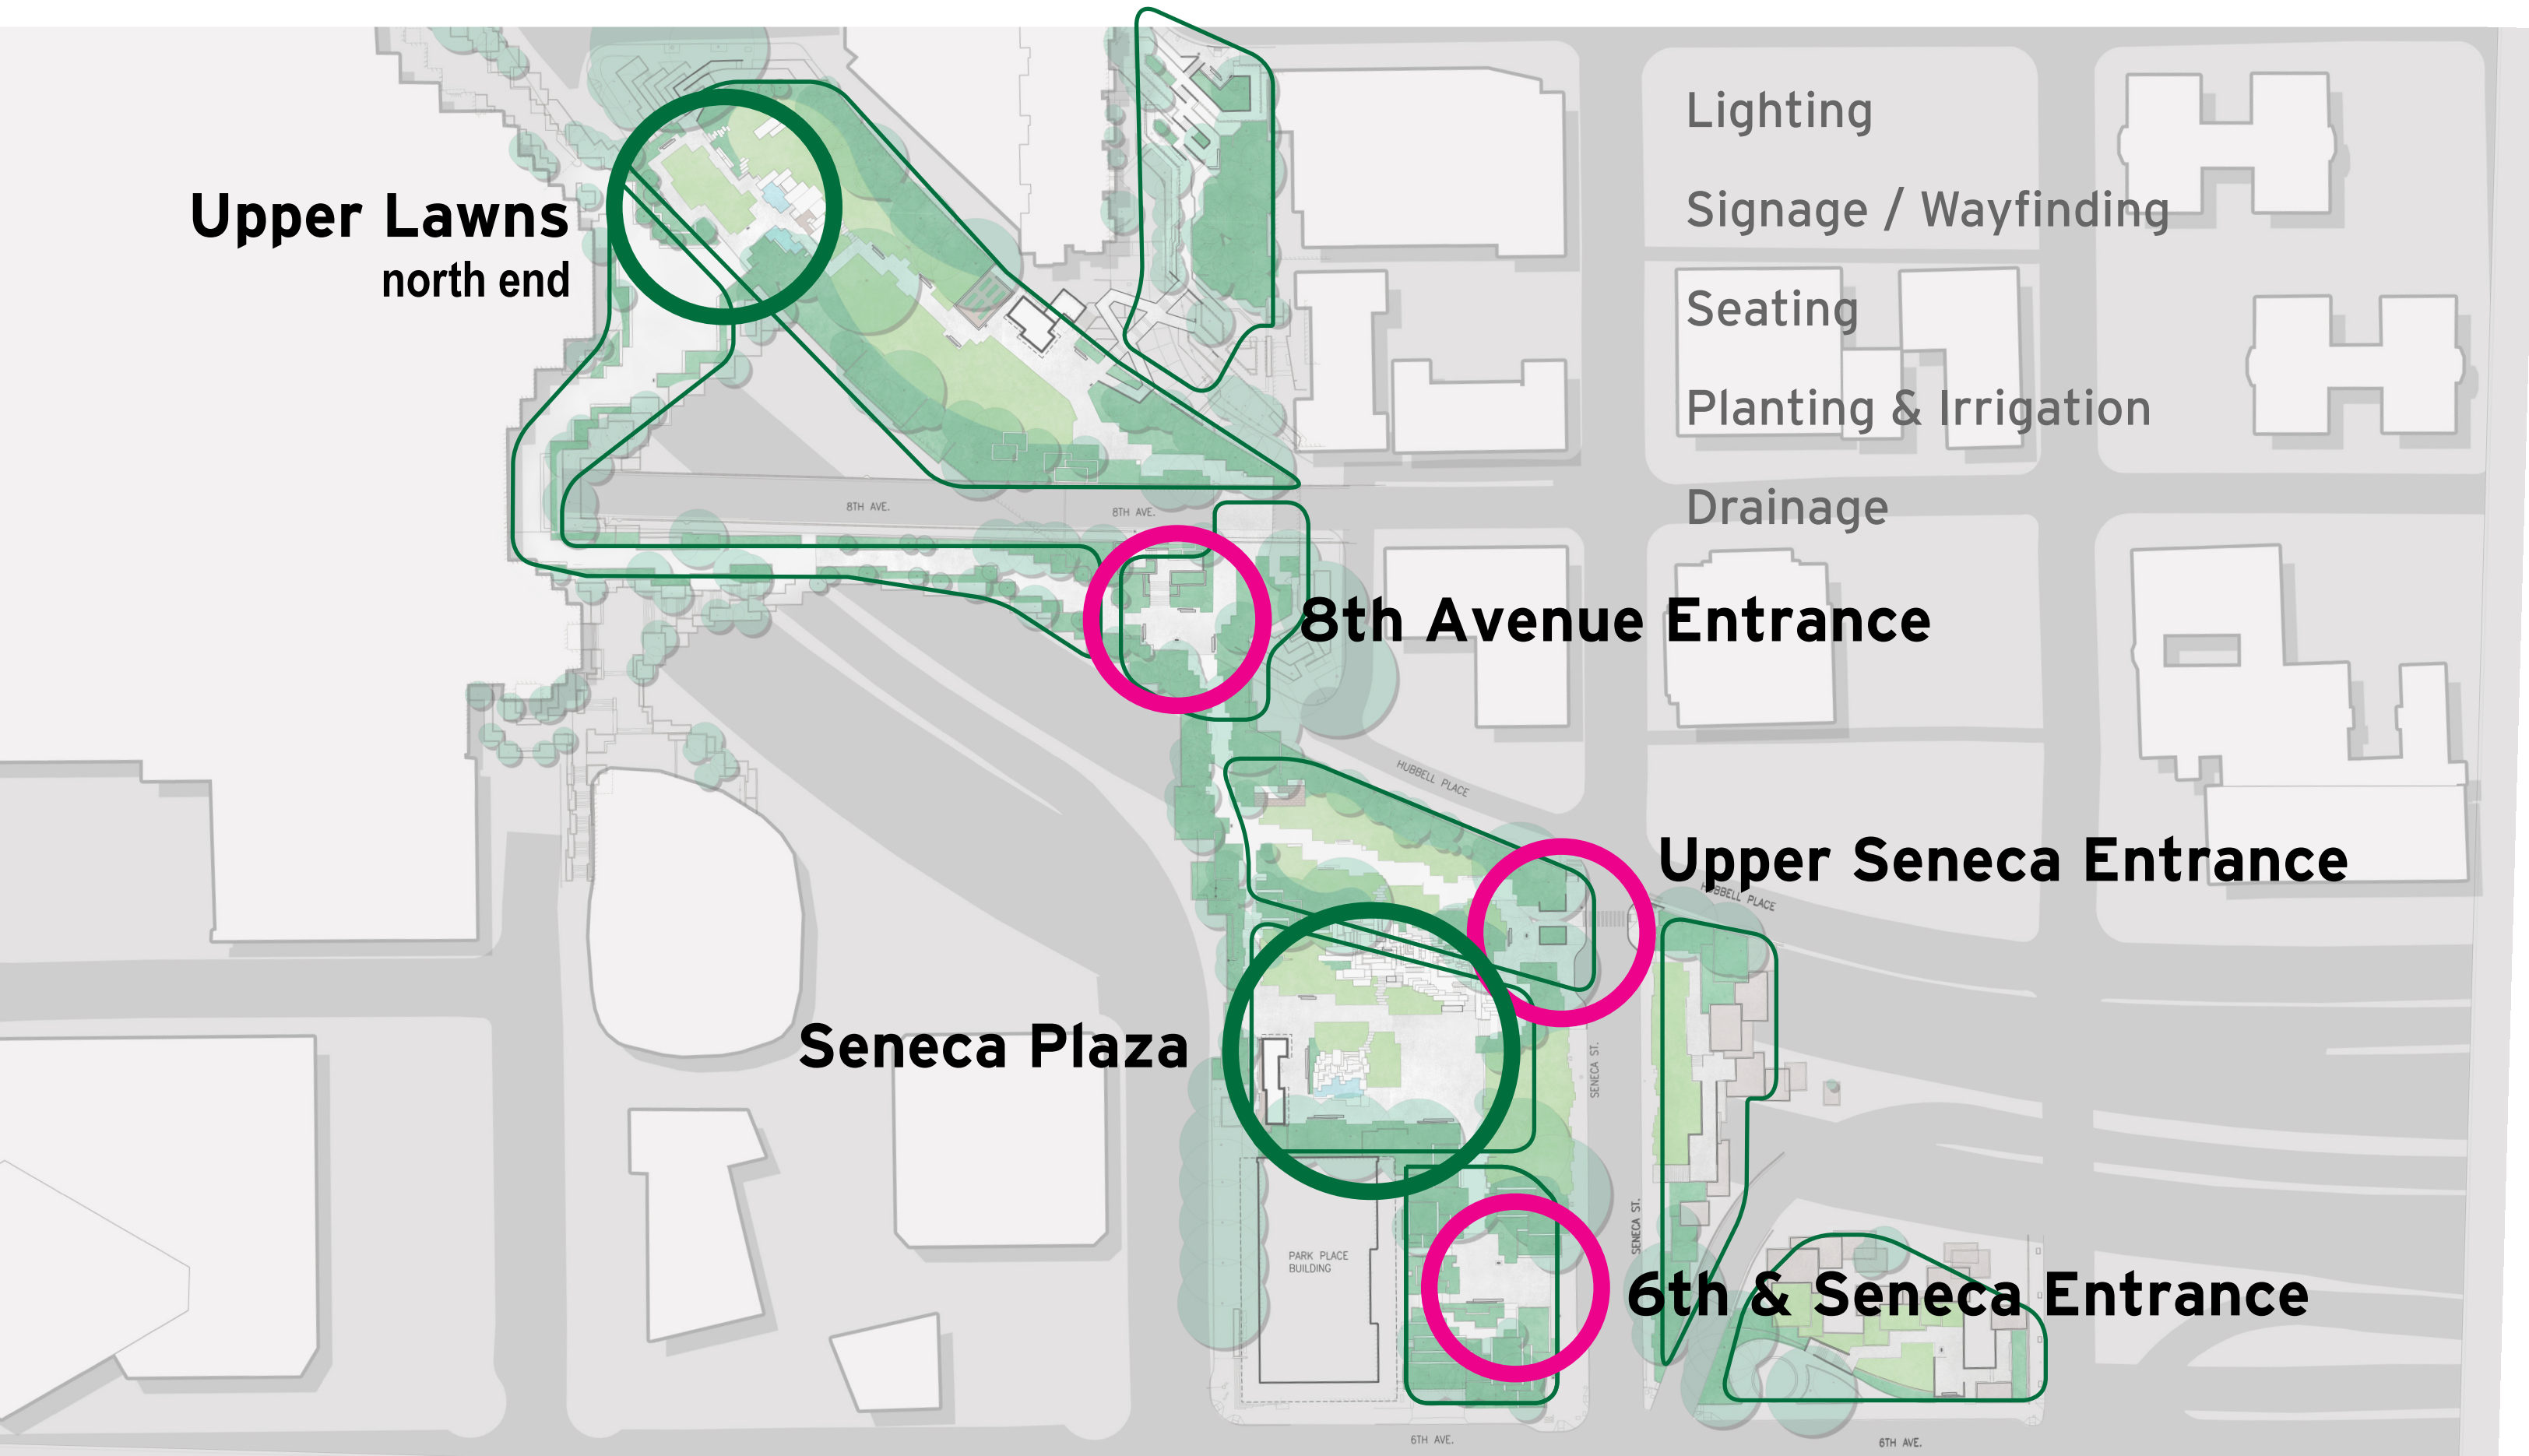 Lighting
Signage / Wayfinding
Upper Lawns
north end
Seating
Planting & Irrigation
8TH AVE.
8TH AVE.
Drainage
8th Avenue Entrance
HUBBELL PLACE
Upper Seneca Entrance
HUBBELL PLACE
Seneca Plaza
SENECA ST.
SENECA ST.
PARK PLACE
BUILDING
6th & Seneca Entrance
6TH AVE.
6TH AVE.